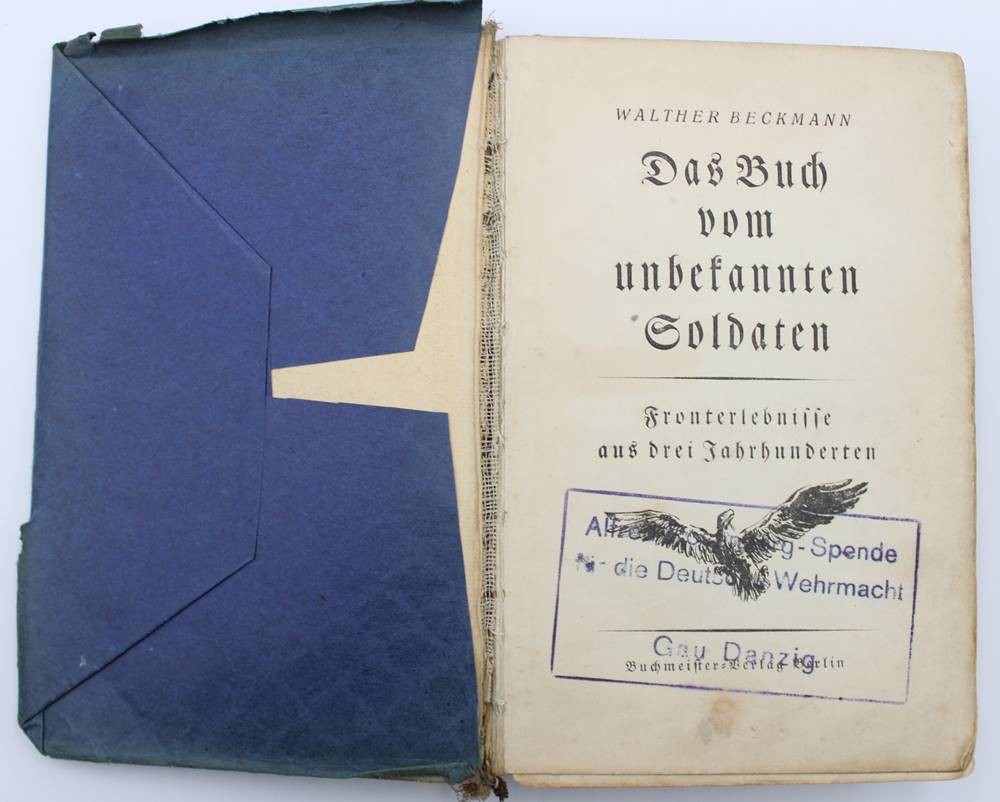 WALTHER BECKMANN
Das Buch
vom
unbekannten
Soldaten
Fronterlebnisse
aus drei Jahrhunderten
g-Spende
die Deuts Wehrmacht
Gau Danzig
Buchmeister-Verlag Berlin